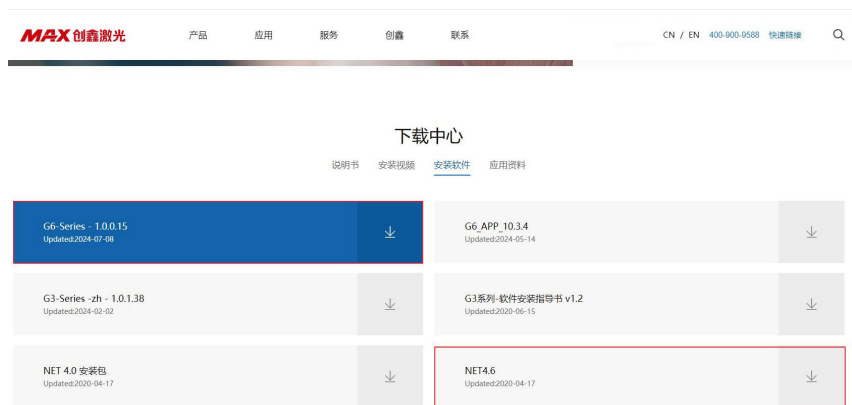 MAX 创鑫激光 产品 应用 服务 创鑫 联系 CN / EN 400-900-9588 快速链接
下载中心
说明书 安装视频 安装软件 应用资料
G6-Series - 1.0.0.15
Updated:2024-07-08
G6_APP_10.3.4
Updated:2024-05-14
G3-Series -zh - 1.0.1.38
Updated:2024-02-02
G3系列-软件安装指导书 v1.2
Updated:2020-06-15
NET 4.0 安装包
Updated:2020-04-17
NET4.6
Updated:2020-04-17